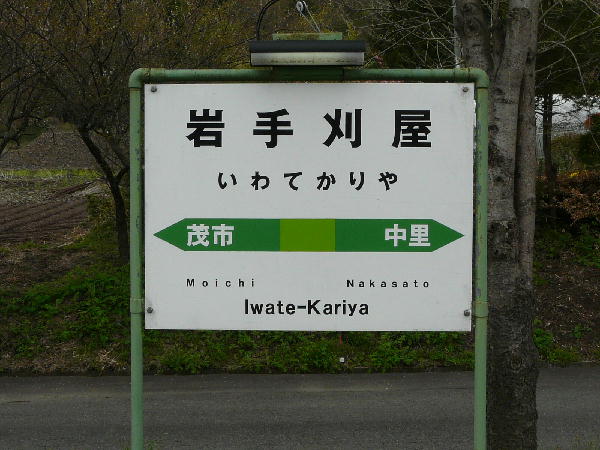 岩手刈屋
いわてかりや
茂市 中里
Moichi Nakasato
Iwate-Kariya